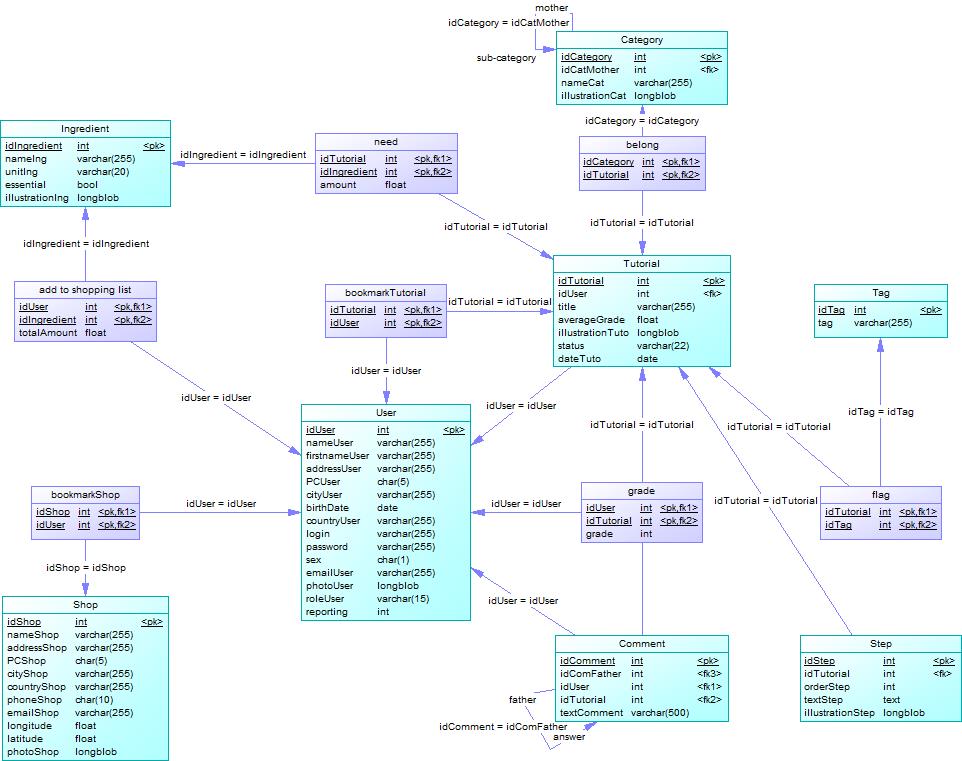 mother
idCategory = idCatMother
sub-category
Category
idCategory int <pk>
idCatMother int <fk>
nameCat varchar(255)
illustrationCat longblob
idCategory = idCategory
Ingredient
idIngredient int <pk>
nameIng varchar(255)
unitIng varchar(20)
essential bool
illustrationIng longblob
idIngredient = idIngredient
need
idTutorial int <pk,fk1>
idIngredient int <pk,fk2>
amount float
belong
idCategory int <pk,fk1>
idTutorial int <pk,fk2>
idTutorial = idTutorial
idTutorial = idTutorial
idIngredient = idIngredient
add to shopping list
idUser int <pk,fk1>
idIngredient int <pk,fk2>
totalAmount float
bookmarkTutorial
idTutorial int <pk,fk1>
idUser int <pk,fk2>
idTutorial = idTutorial
Tutorial
idTutorial int <pk>
idUser int <fk>
title varchar(255)
averageGrade float
illustrationTuto longblob
status varchar(22)
dateTuto date
Tag
idTag int <pk>
tag varchar(255)
idUser = idUser
idUser = idUser
idUser = idUser
idTutorial = idTutorial
idTutorial = idTutorial
idTag = idTag
User
idUser int <pk>
nameUser varchar(255)
firstnameUser varchar(255)
addressUser varchar(255)
PCUser char(5)
cityUser varchar(255)
birthDate date
countryUser varchar(255)
login varchar(255)
password varchar(255)
sex char(1)
emailUser varchar(255)
photoUser longblob
roleUser varchar(15)
reporting int
bookmarkShop
idShop int <pk,fk1>
idUser int <pk,fk2>
idUser = idUser
idUser = idUser
grade
idUser int <pk,fk1>
idTutorial int <pk,fk2>
grade int
idTutorial = idTutorial
flag
idTutorial int <pk,fk1>
idTag int <pk,fk2>
idShop = idShop
idUser = idUser
Shop
idShop int <pk>
nameShop varchar(255)
addressShop varchar(255)
PCShop char(5)
cityShop varchar(255)
countryShop varchar(255)
phoneShop char(10)
emailShop varchar(255)
longitude float
latitude float
photoShop longblob
Comment
idComment int <pk>
idComFather int <fk3>
idUser int <fk1>
idTutorial int <fk2>
textComment varchar(500)
father
idComment = idComFather
answer
Step
idStep int <pk>
idTutorial int <fk>
orderStep int
textStep text
illustrationStep longblob